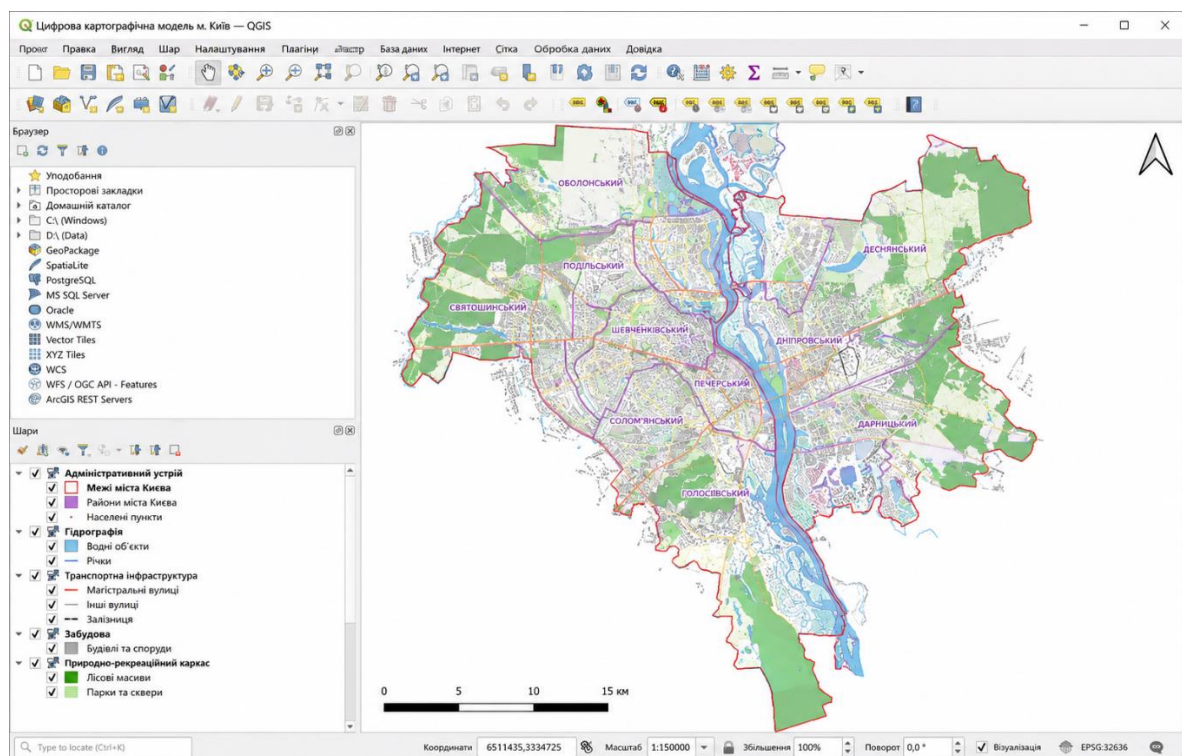 Цифрова картографічна модель м. Київ — QGIS
Проєкт Правка Вигляд Шар Налаштування Плагіни База даних Інтернет Сітка Обробка даних Довідка
Браузер
Уподобання
Просторові закладки
Домашній каталог
C:\ (Windows)
D:\ (Data)
GeoPackage
SpatiaLite
PostgreSQL
MS SQL Server
Oracle
WMS/WMTS
Vector Tiles
XYZ Tiles
WCS
WFS / OGC API - Features
ArcGIS REST Servers
Шари
Адміністративний устрій
Межі міста Києва
Райони міста Києва
Населені пункти
Гідрографія
Водні об'єкти
Річки
Транспортна інфраструктура
Магістральні вулиці
Інші вулиці
Залізниця
Забудова
Будівлі та споруди
Природно-рекреаційний каркас
Лісові масиви
Парки та сквери
ОБОЛОНСЬКИЙ
ДЕСНЯНСЬКИЙ
ПОДІЛЬСЬКИЙ
СВЯТОШИНСЬКИЙ
ШЕВЧЕНКІВСЬКИЙ
ДНІПРОВСЬКИЙ
ПЕЧЕРСЬКИЙ
СОЛОМ'ЯНСЬКИЙ
ДАРНИЦЬКИЙ
ГОЛОСІЇВСЬКИЙ
0 5 10 15 км
Type to locate (Ctrl+K)
Координати 6511435,3334725 Масштаб 1:150000 Збільшення 100% Поворот 0,0 ° Візуалізація EPSG:32636